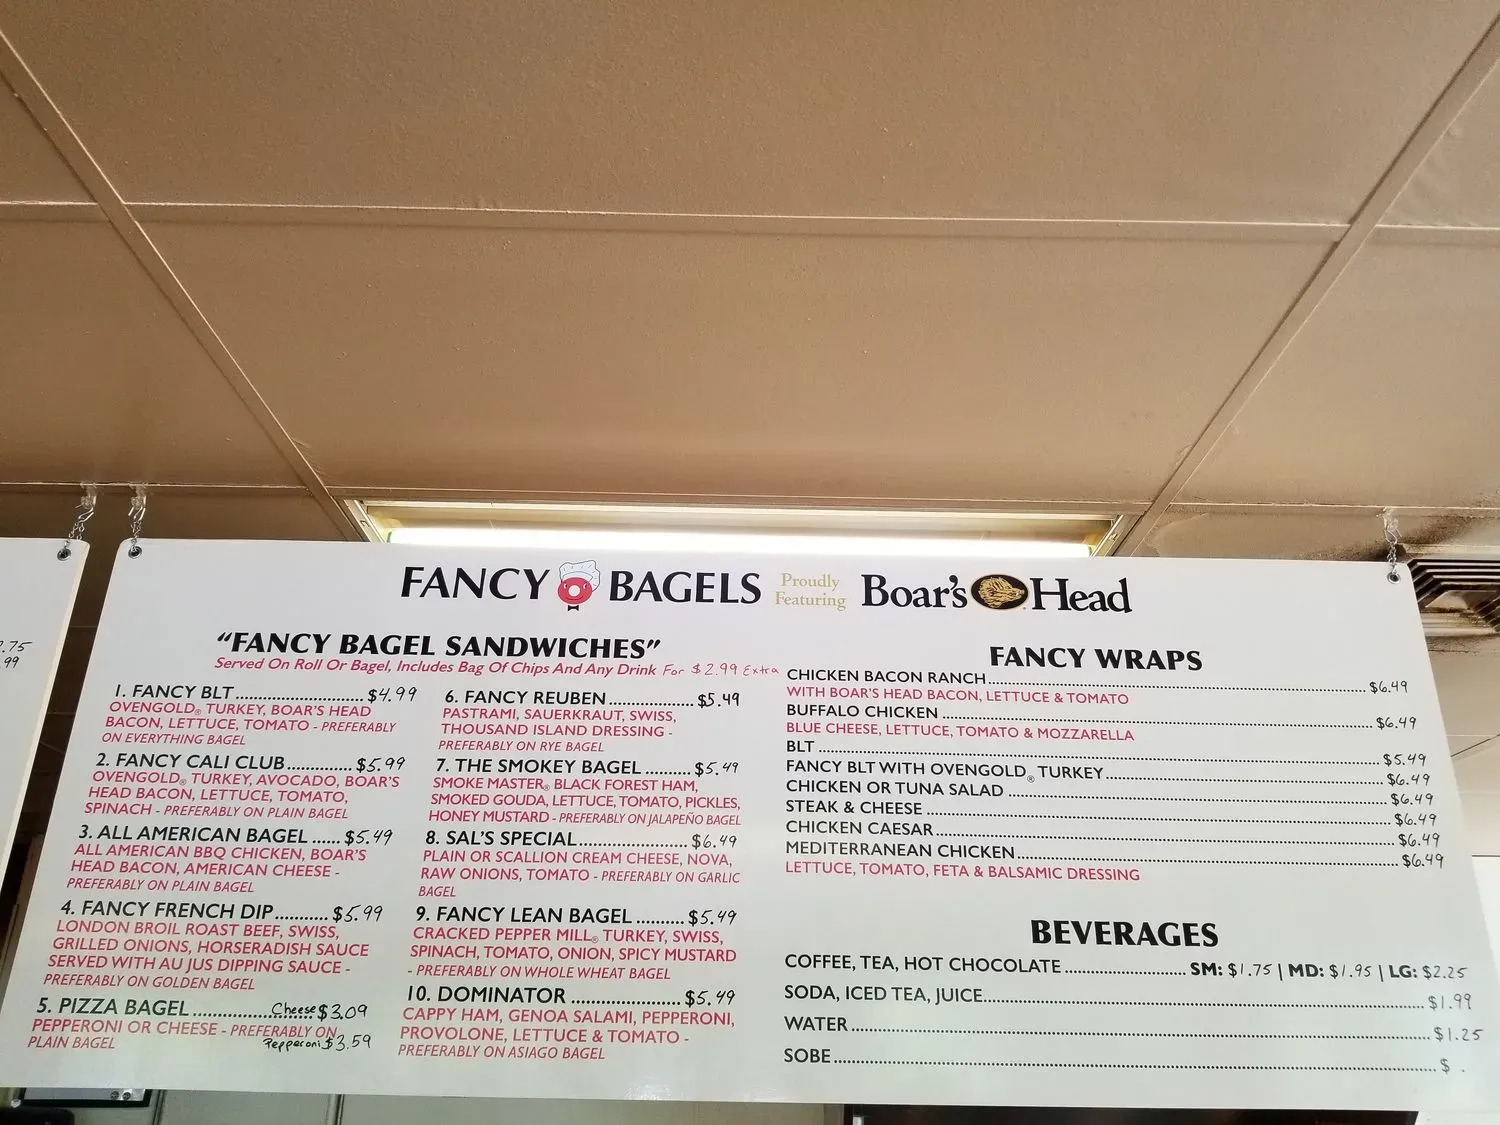 .75
.99
FANCY BAGELS Proudly Featuring Boar's Head
"FANCY BAGEL SANDWICHES"
Served On Roll Or Bagel, Includes Bag Of Chips And Any Drink For $2.99 Extra
1. FANCY BLT..............................$4.99
OVENGOLD® TURKEY, BOAR'S HEAD
BACON, LETTUCE, TOMATO - PREFERABLY
ON EVERYTHING BAGEL
2. FANCY CALI CLUB.............$5.99
OVENGOLD® TURKEY, AVOCADO, BOAR'S
HEAD BACON, LETTUCE, TOMATO,
SPINACH - PREFERABLY ON PLAIN BAGEL
3. ALL AMERICAN BAGEL ......$5.49
ALL AMERICAN BBQ CHICKEN, BOAR'S
HEAD BACON, AMERICAN CHEESE -
PREFERABLY ON PLAIN BAGEL
4. FANCY FRENCH DIP...........$5.99
LONDON BROIL ROAST BEEF, SWISS,
GRILLED ONIONS, HORSERADISH SAUCE
SERVED WITH AU JUS DIPPING SAUCE -
PREFERABLY ON GOLDEN BAGEL
5. PIZZA BAGEL ................Cheese $3.09
PEPPERONI OR CHEESE - PREFERABLY ON
PLAIN BAGEL Pepperoni $3.59
6. FANCY REUBEN ..................$5.49
PASTRAMI, SAUERKRAUT, SWISS,
THOUSAND ISLAND DRESSING -
PREFERABLY ON RYE BAGEL
7. THE SMOKEY BAGEL ..........$5.49
SMOKE MASTER® BLACK FOREST HAM,
SMOKED GOUDA, LETTUCE, TOMATO, PICKLES,
HONEY MUSTARD - PREFERABLY ON JALAPEÑO BAGEL
8. SAL'S SPECIAL.......................$6.49
PLAIN OR SCALLION CREAM CHEESE, NOVA,
RAW ONIONS, TOMATO - PREFERABLY ON GARLIC
BAGEL
9. FANCY LEAN BAGEL ..........$5.49
CRACKED PEPPER MILL® TURKEY, SWISS,
SPINACH, TOMATO, ONION, SPICY MUSTARD
- PREFERABLY ON WHOLE WHEAT BAGEL
10. DOMINATOR .....................$5.49
CAPPY HAM, GENOA SALAMI, PEPPERONI,
PROVOLONE, LETTUCE & TOMATO -
PREFERABLY ON ASIAGO BAGEL
FANCY WRAPS
CHICKEN BACON RANCH..............................$6.49
WITH BOAR'S HEAD BACON, LETTUCE & TOMATO
BUFFALO CHICKEN ..............................$6.49
BLUE CHEESE, LETTUCE, TOMATO & MOZZARELLA
BLT ..............................$5.49
FANCY BLT WITH OVENGOLD® TURKEY..............................$6.49
CHICKEN OR TUNA SALAD ..............................$6.49
STEAK & CHEESE ..............................$6.49
CHICKEN CAESAR..............................$6.49
MEDITERRANEAN CHICKEN..............................$6.49
LETTUCE, TOMATO, FETA & BALSAMIC DRESSING
BEVERAGES
COFFEE, TEA, HOT CHOCOLATE .............................. SM: $1.75 | MD: $1.95 | LG: $2.25
SODA, ICED TEA, JUICE..............................$1.99
WATER ..............................$1.25
SOBE ..............................$ .